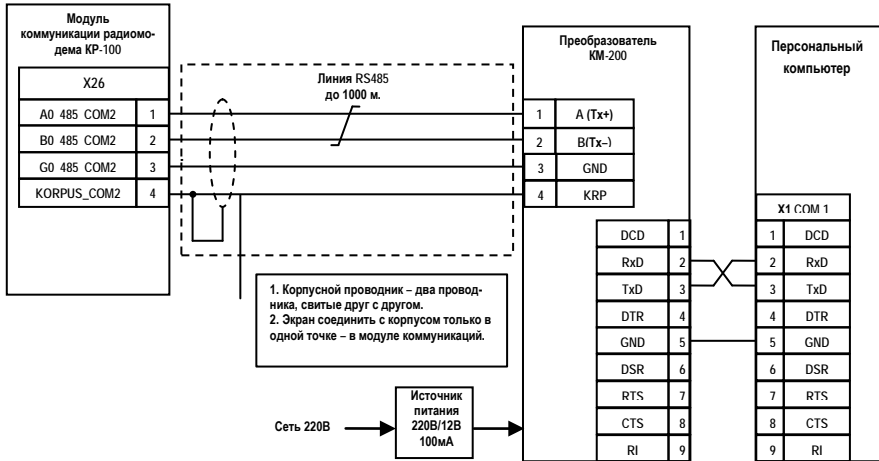 Модуль
коммуникации радиомо-
дема КР-100
X26
A0 485 COM2 1
B0 485 COM2 2
G0 485 COM2 3
KORPUS_COM2 4
Линия RS485
до 1000 м.
Преобразователь
КМ-200
1 A (Tx+)
2 B(Tx–)
3 GND
4 KRP
DCD 1
RxD 2
TxD 3
DTR 4
GND 5
DSR 6
RTS 7
CTS 8
RI 9
Персональный
компьютер
X1 COM 1
1 DCD
2 RxD
3 TxD
4 DTR
5 GND
6 DSR
7 RTS
8 CTS
9 RI
1. Корпусной проводник – два провод-
ника, свитые друг с другом.
2. Экран соединить с корпусом только в
одной точке – в модуле коммуникаций.
Сеть 220В
Источник
питания
220В/12В
100мА